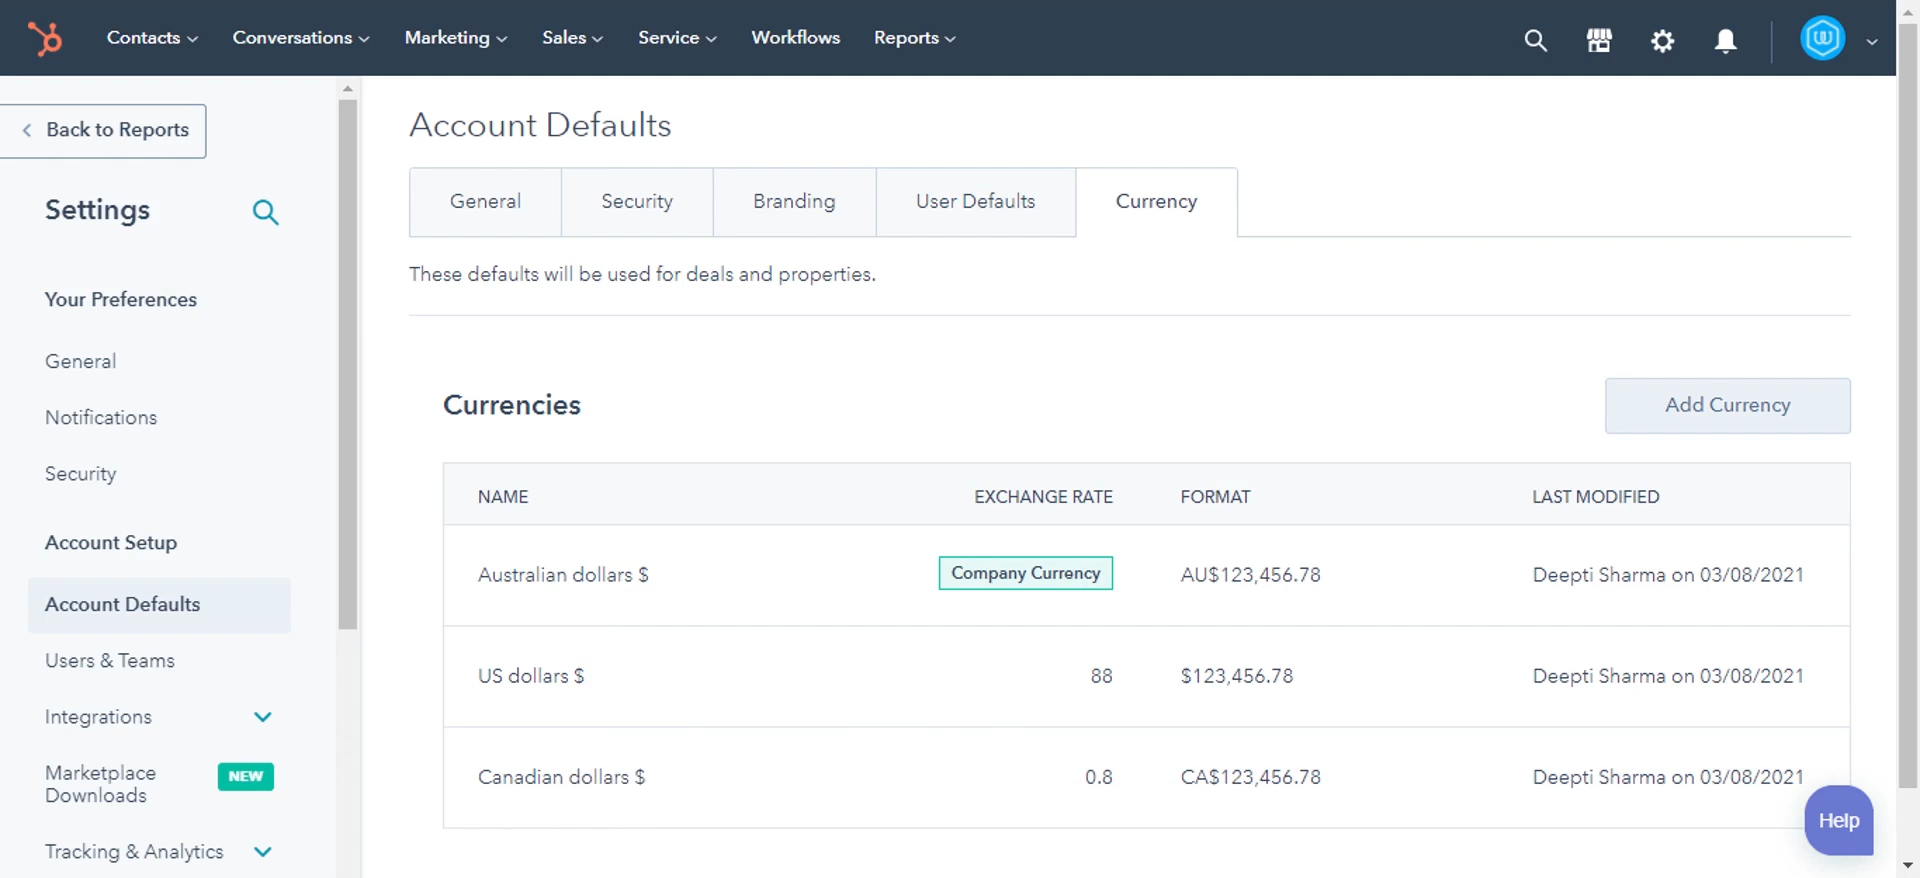 Contacts Conversations Marketing Sales Service Workflows Reports
Back to Reports
Settings
Your Preferences
General
Notifications
Security
Account Setup
Account Defaults
Users & Teams
Integrations
Marketplace
Downloads
NEW
Tracking & Analytics
Account Defaults
General Security Branding User Defaults Currency
These defaults will be used for deals and properties.
Currencies
Add Currency
NAME EXCHANGE RATE FORMAT LAST MODIFIED
Australian dollars $ Company Currency AU$123,456.78 Deepti Sharma on 03/08/2021
US dollars $ 88 $123,456.78 Deepti Sharma on 03/08/2021
Canadian dollars $ 0.8 CA$123,456.78 Deepti Sharma on 03/08/2021
Help